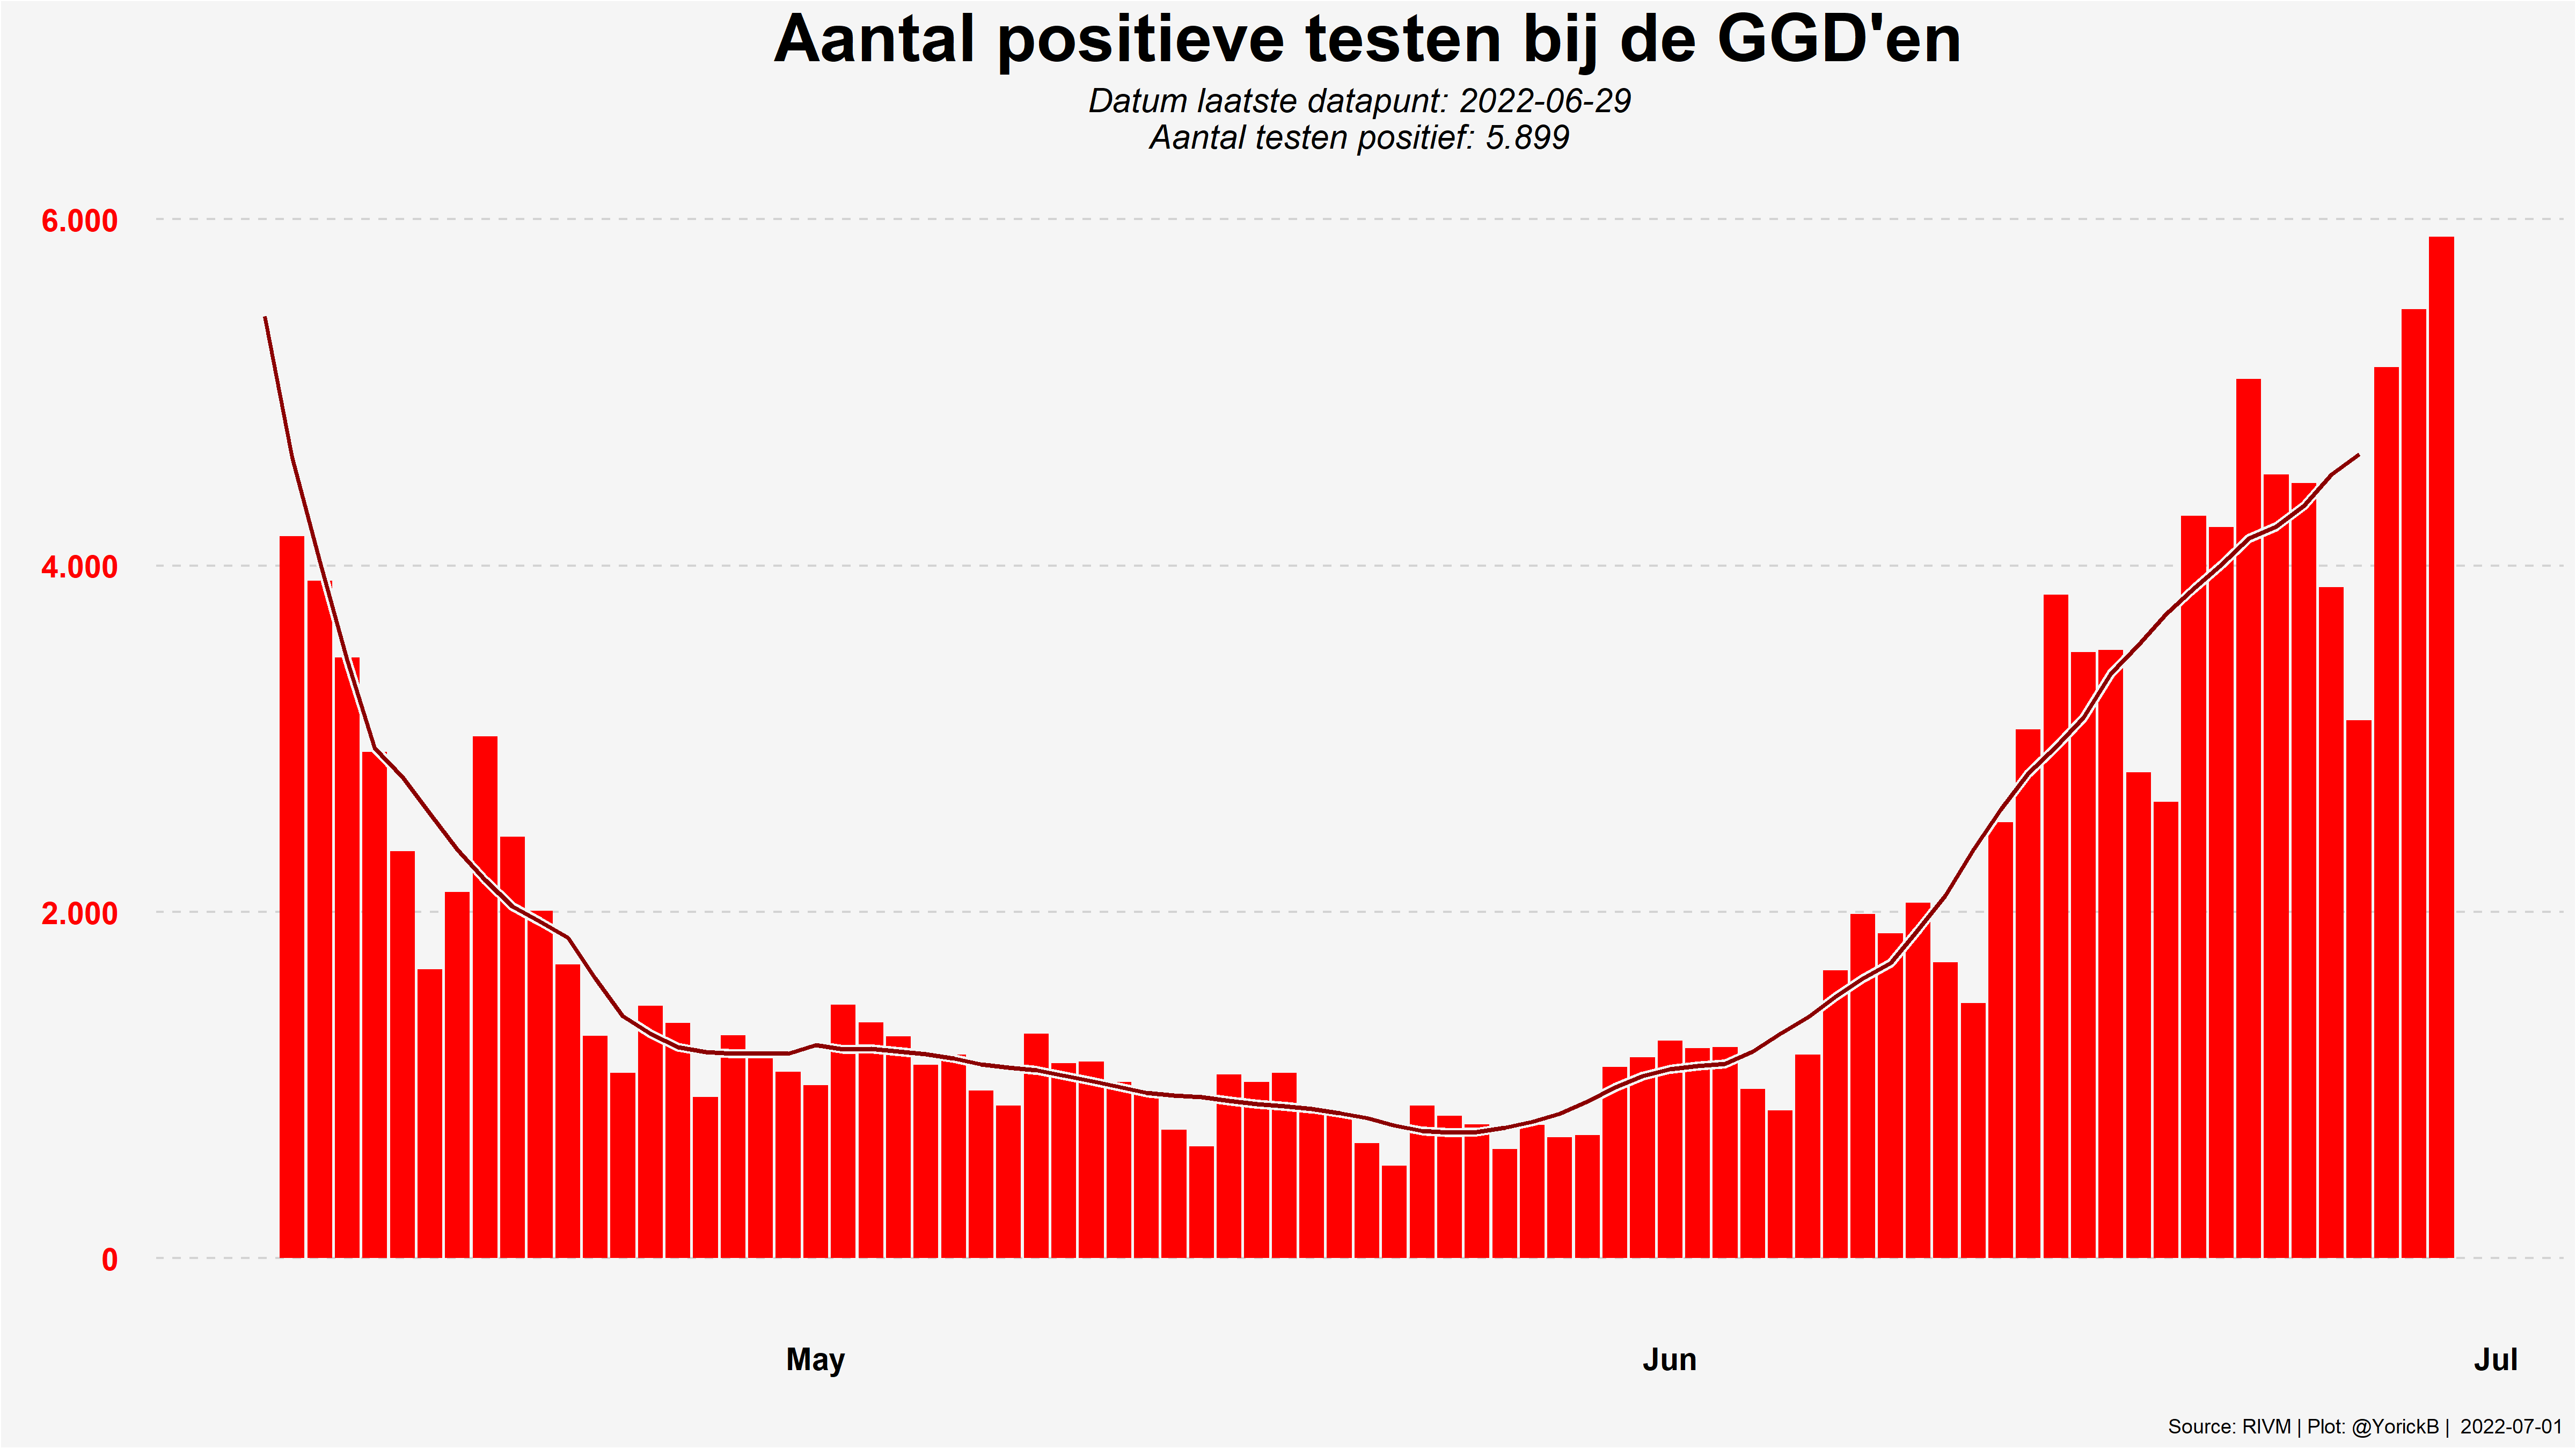 Aantal positieve testen bij de GGD'en
Datum laatste datapunt: 2022-06-29
Aantal testen positief: 5.899
6.000
4.000
2.000
0
May Jun Jul
Source: RIVM | Plot: @YorickB | 2022-07-01